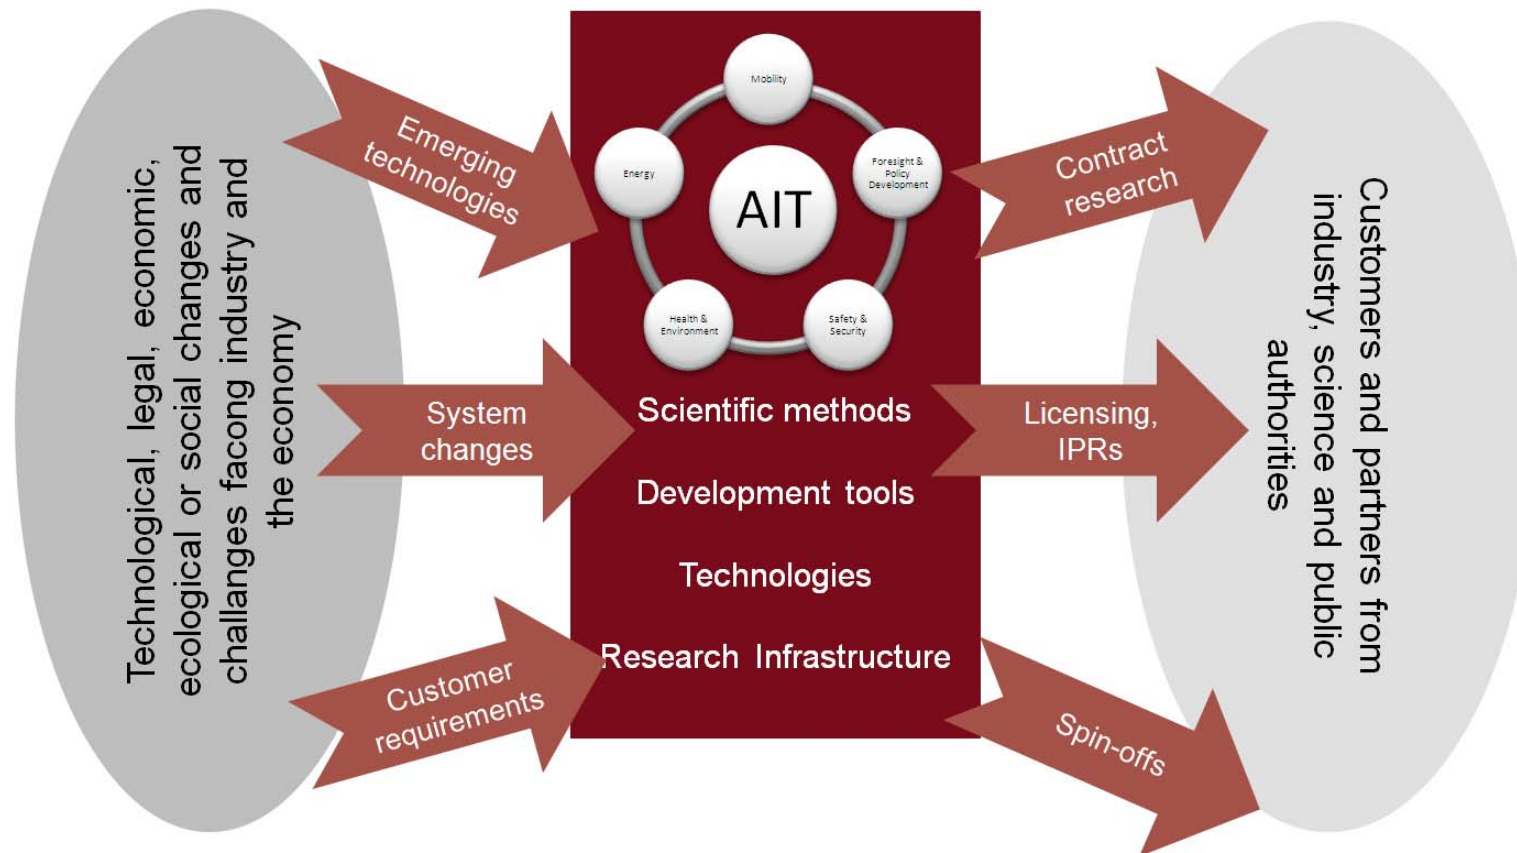 Technological, legal, economic,
ecological or social changes and
challanges facong industry and
the economy
Emerging
technologies
System
changes
Customer
requirements
Mobility
Energy
Foresight &
Policy
Development
AIT
Health &
Environment
Safety &
Security
Scientific methods
Development tools
Technologies
Research Infrastructure
Contract
research
Licensing,
IPRs
Spin-offs
Customers and partners from
industry, science and public
authorities